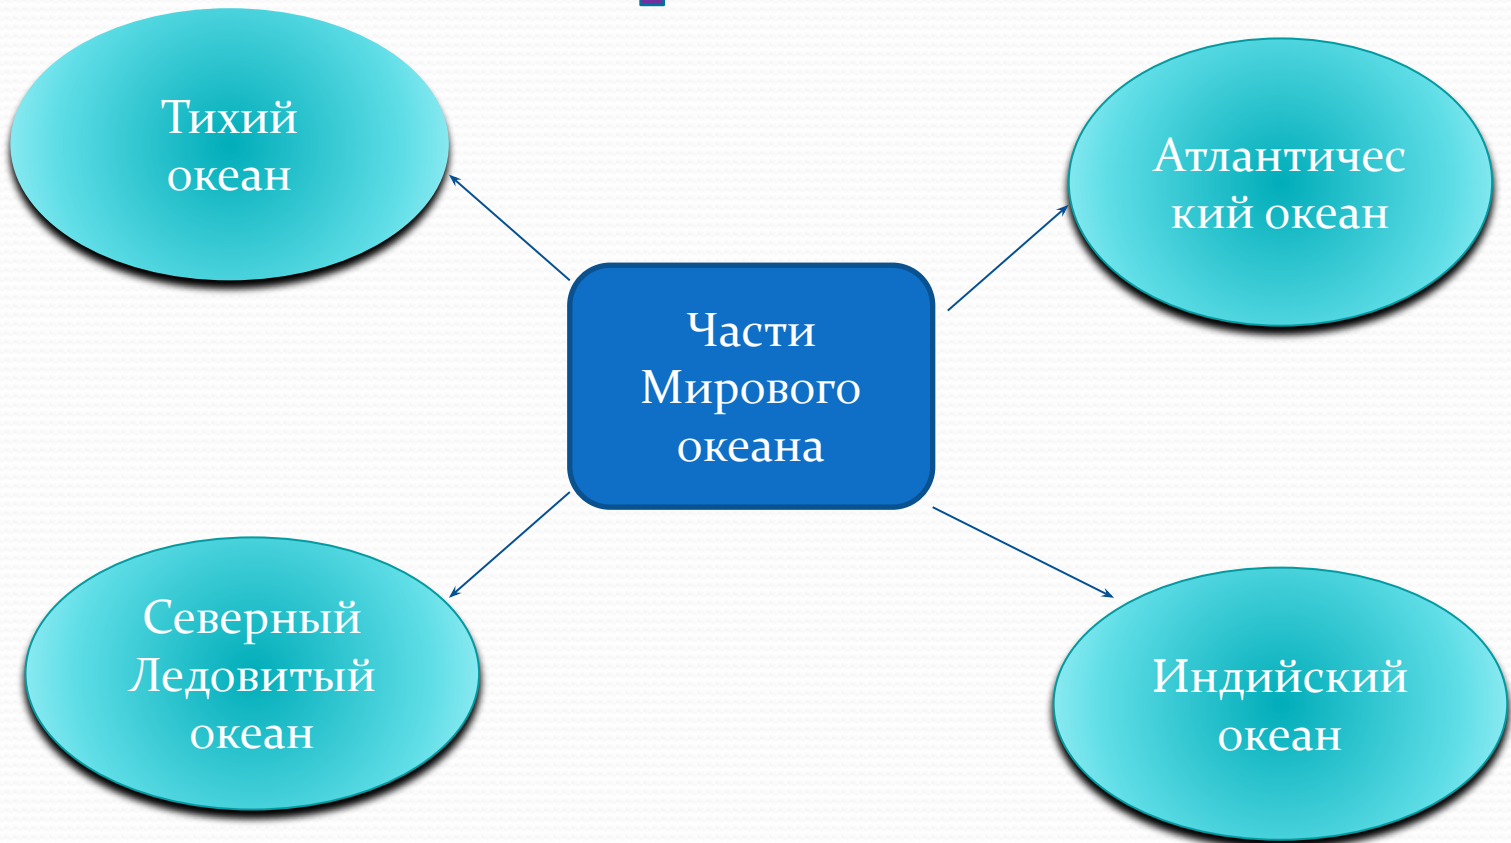 Тихий
океан
Атлантичес
кий океан
Части
Мирового
океана
Северный
Ледовитый
океан
Индийский
океан